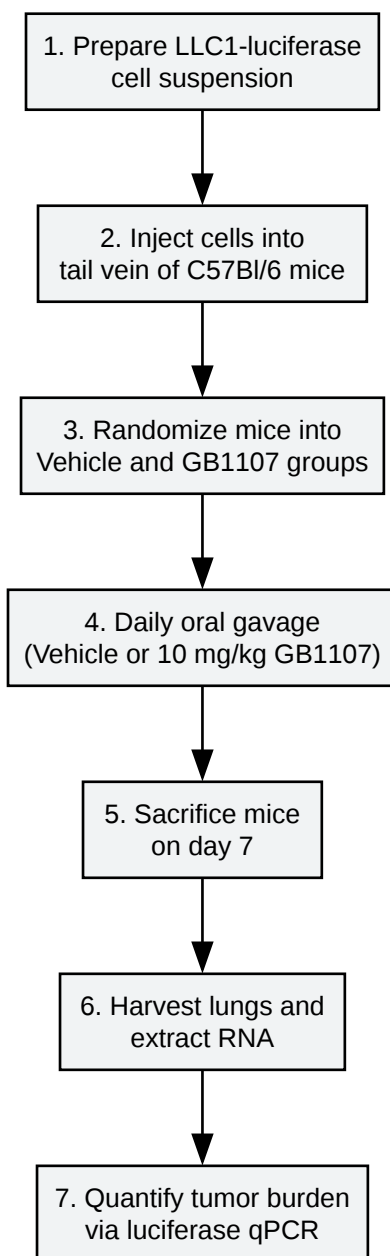 1. Prepare LLC1-luciferase
cell suspension
2. Inject cells into
tail vein of C57Bl/6 mice
3. Randomize mice into
Vehicle and GB1107 groups
4. Daily oral gavage
(Vehicle or 10 mg/kg GB1107)
5. Sacrifice mice
on day 7
6. Harvest lungs and
extract RNA
7. Quantify tumor burden
via luciferase qPCR